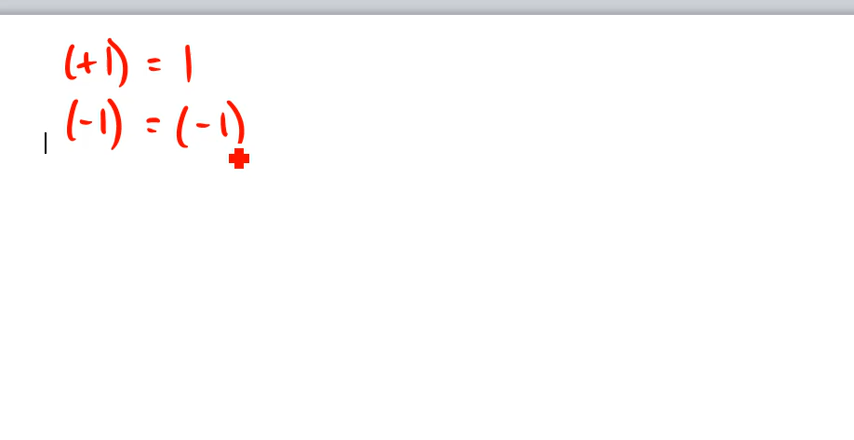 (+1) = 1
(-1) = (-1)